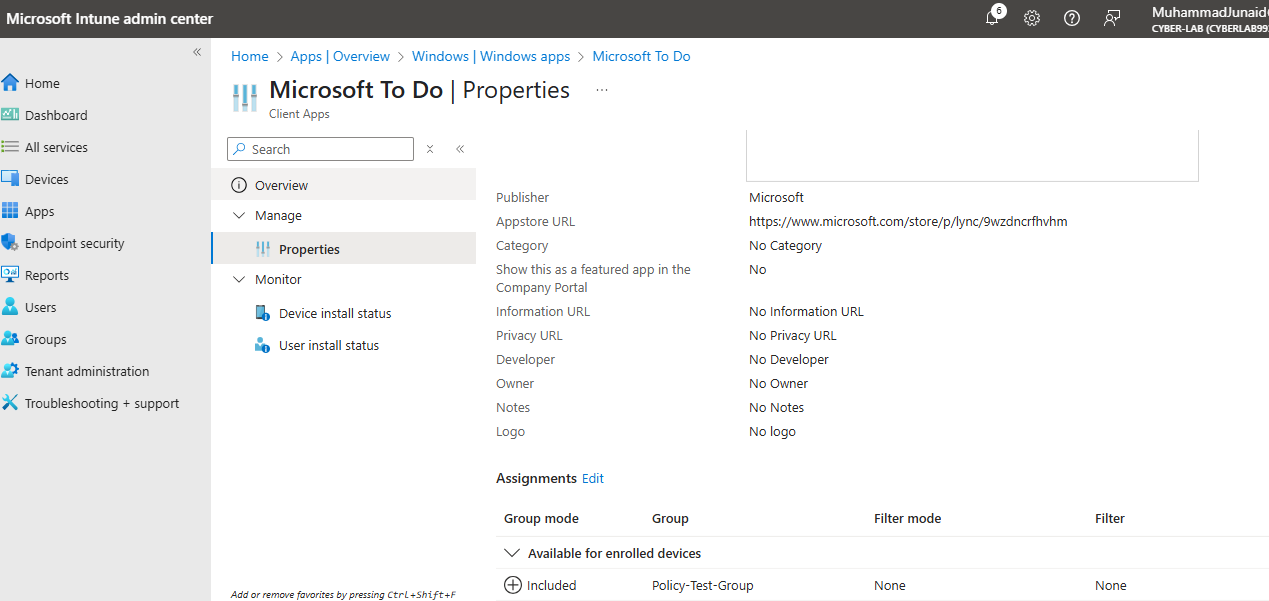 Microsoft Intune admin center
6
MuhammadJunaid
CYBER-LAB (CYBERLAB99
Home > Apps | Overview > Windows | Windows apps > Microsoft To Do
Microsoft To Do | Properties ...
Client Apps
Home
Dashboard
All services
Devices
Apps
Endpoint security
Reports
Users
Groups
Tenant administration
Troubleshooting + support
Search
Overview
Manage
Properties
Monitor
Device install status
User install status
Add or remove favorites by pressing Ctrl+Shift+F
Publisher Microsoft
Appstore URL https://www.microsoft.com/store/p/lync/9wzdncrfhvhm
Category No Category
Show this as a featured app in the No
Company Portal
Information URL No Information URL
Privacy URL No Privacy URL
Developer No Developer
Owner No Owner
Notes No Notes
Logo No logo
Assignments Edit
Group mode Group Filter mode Filter
Available for enrolled devices
Included Policy-Test-Group None None